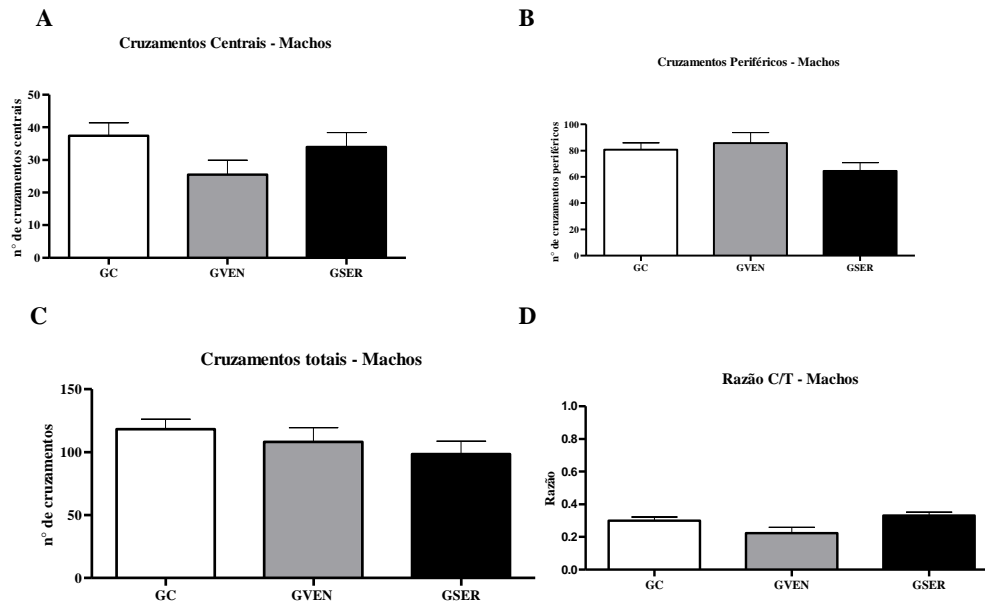 A
Cruzamentos Centrais - Machos
n° de cruzamentos centrais
50
40
30
20
10
0
GC GVEN GSER
B
Cruzamentos Periféricos - Machos
n° de cruzamentos periféricos
100
80
60
40
20
0
GC GVEN GSER
C
Cruzamentos totais - Machos
n° de cruzamentos
150
100
50
0
GC GVEN GSER
D
Razão C/T - Machos
Razão
1.0
0.8
0.6
0.4
0.2
0.0
GC GVEN GSER